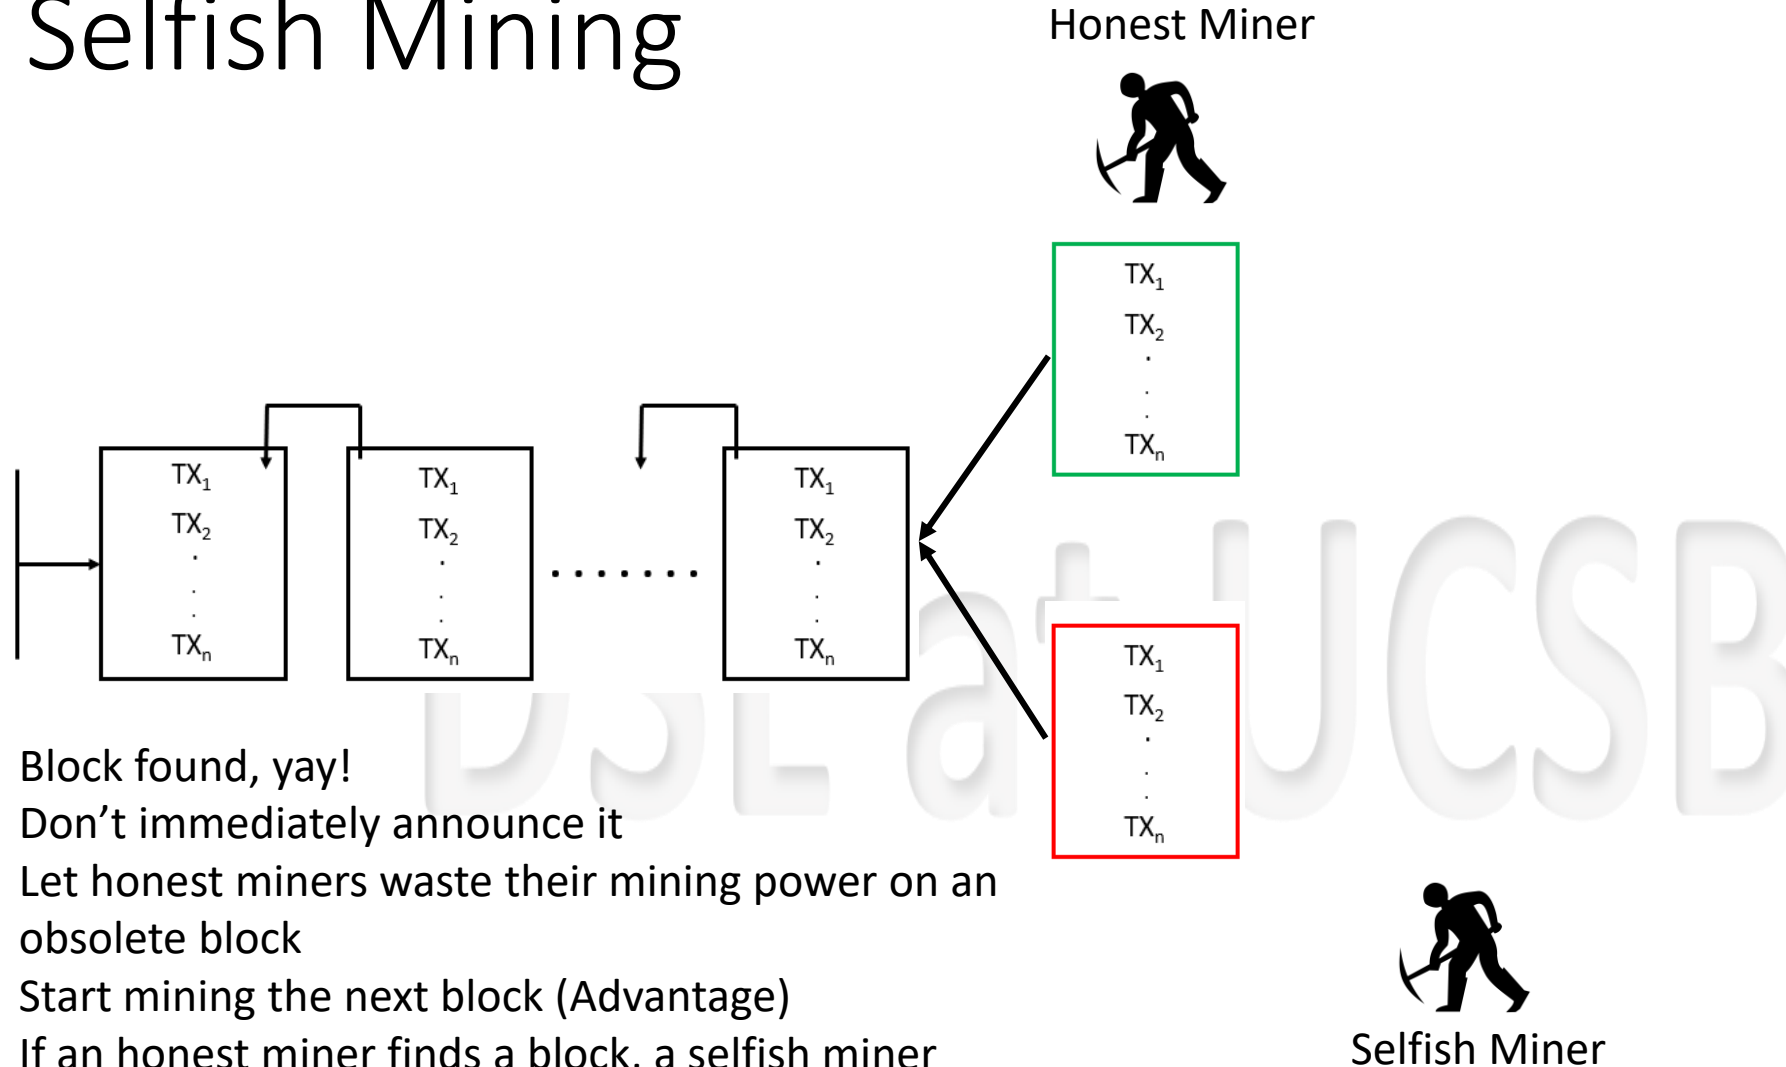 Selfish Mining
Honest Miner
TX1
TX2
.
.
.
TXn
TX1
TX2
.
.
.
TXn
TX1
TX2
.
.
.
TXn
.......
TX1
TX2
.
.
.
TXn
TX1
TX2
.
.
.
TXn
DSL at UCSB
Block found, yay!
Don’t immediately announce it
Let honest miners waste their mining power on an
obsolete block
Start mining the next block (Advantage)
If an honest miner finds a block, a selfish miner
Selfish Miner